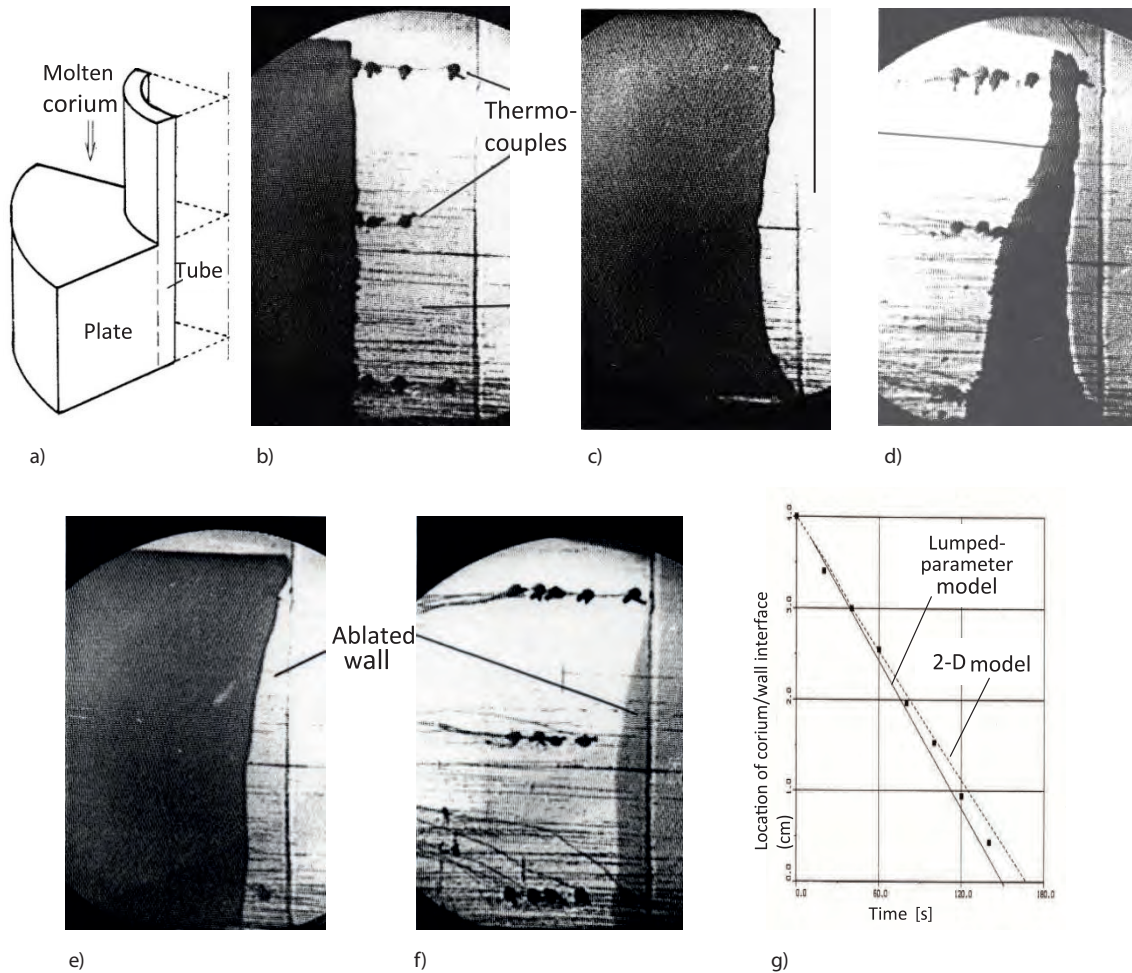 Molten
corium
Tube
Plate
a)
Thermo-
couples
b)
c)
d)
Ablated
wall
e)
f)
Lumped-
parameter
model
2-D model
Location of corium/wall interface
(cm)
4.0
3.0
2.0
1.0
0.0
0.0
60.0
120.0
180.0
Time [s]
g)